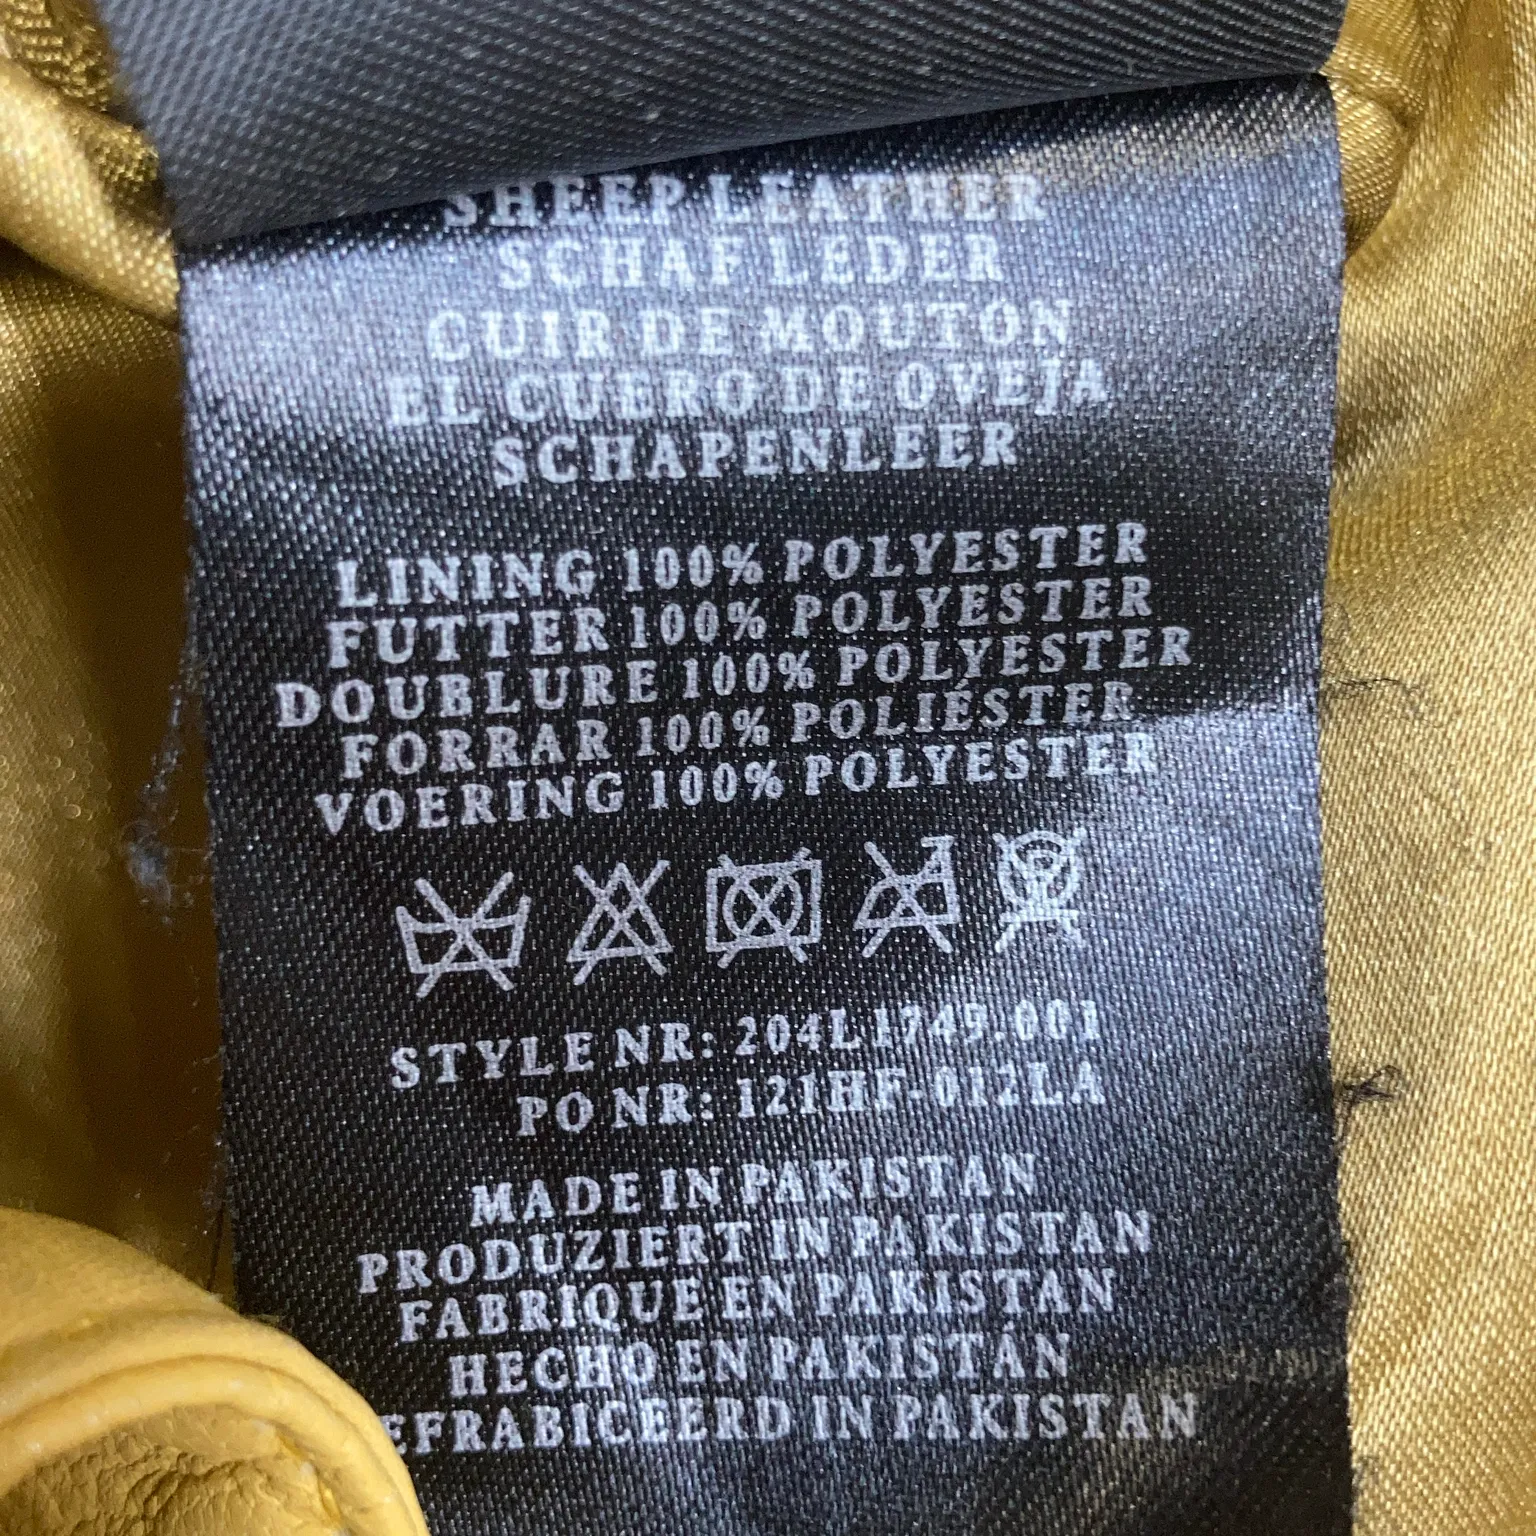 SHEEP LEATHER
SCHAF LEDER
CUIR DE MOUTON
EL CUERO DE OVEJA
SCHAPENLEER
LINING 100% POLYESTER
FUTTER 100% POLYESTER
DOUBLURE 100% POLYESTER
FORRAR 100% POLIÉSTER
VOERING 100% POLYESTER
STYLE NR: 204L1749.001
PO NR: 121HF-012LA
MADE IN PAKISTAN
PRODUZIERT IN PAKISTAN
FABRIQUE EN PAKISTAN
HECHO EN PAKISTÁN
EFRABICEERD IN PAKISTAN